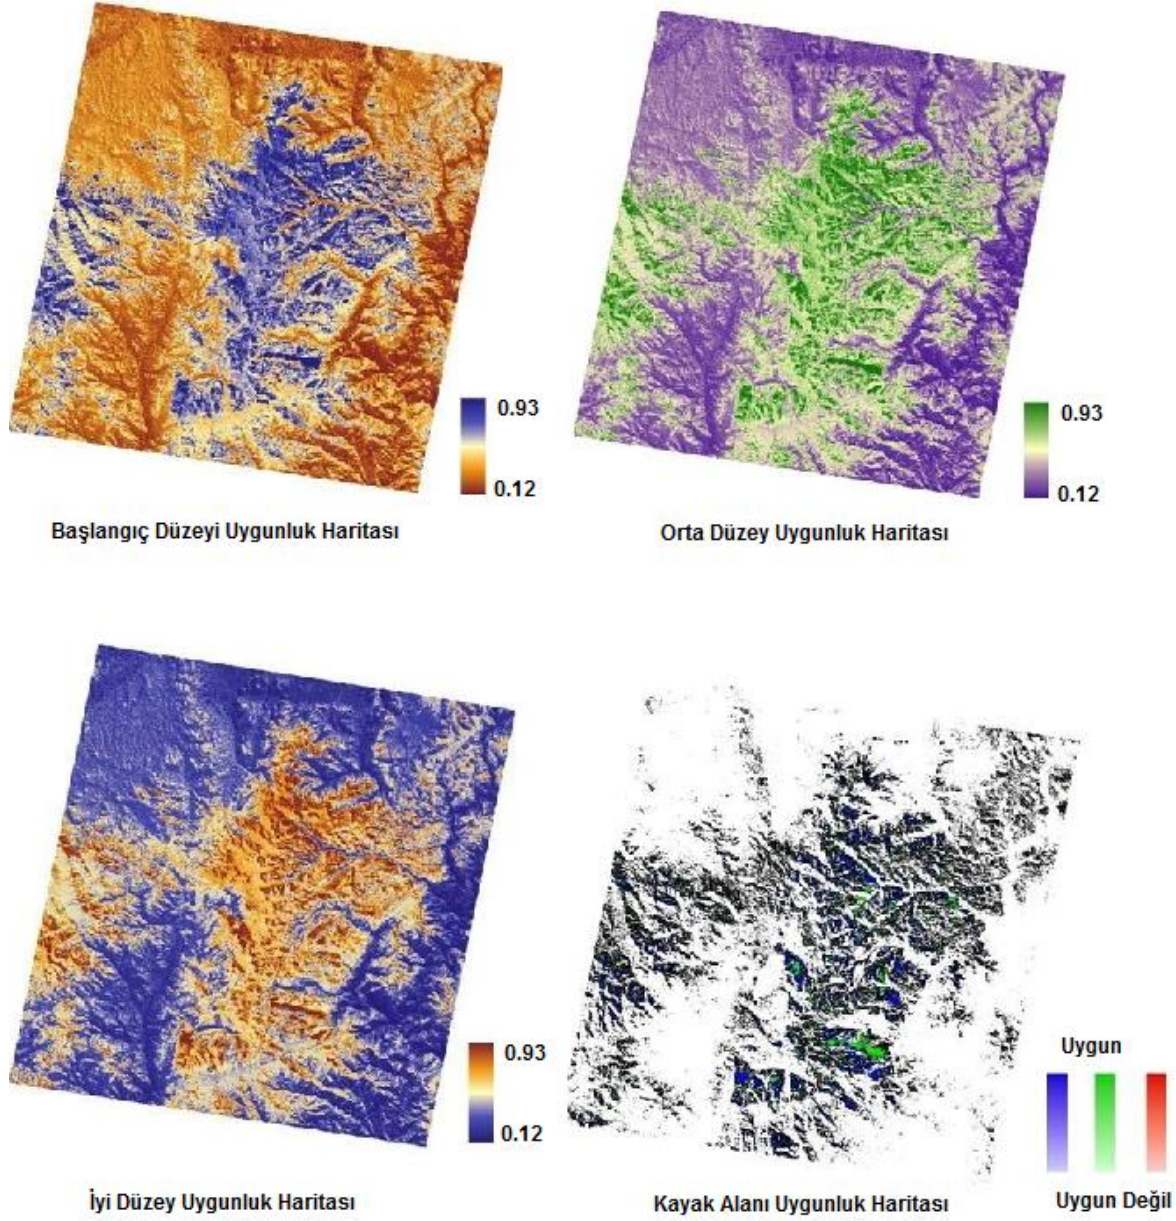 0.93
0.12
Başlangıç Düzeyi Uygunluk Haritası
0.93
0.12
Orta Düzey Uygunluk Haritası
0.93
0.12
İyi Düzey Uygunluk Haritası
Uygun
Uygun Değil
Kayak Alanı Uygunluk Haritası